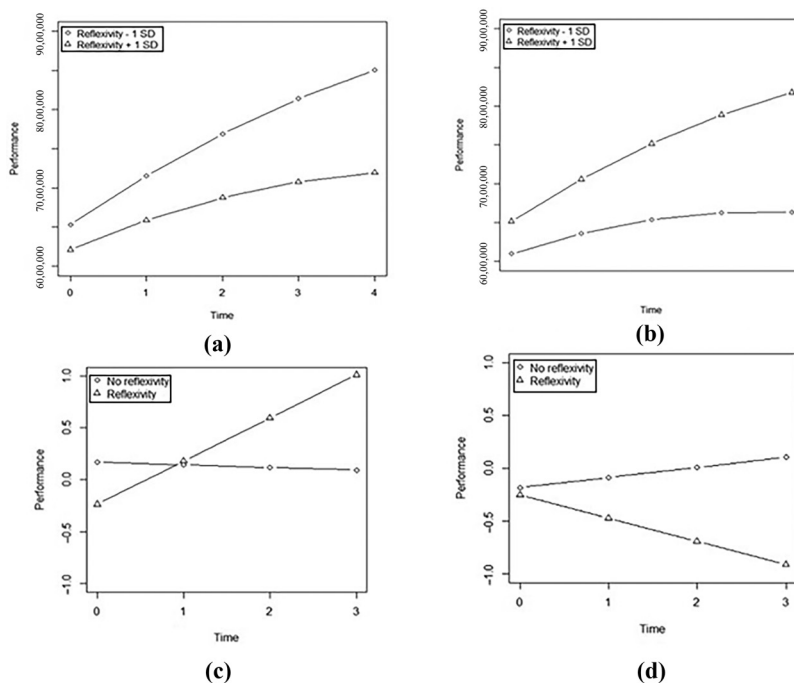 Reflexivity - 1 SD
Reflexivity + 1 SD
90,00,000
80,00,000
70,00,000
60,00,000
Performance
0 1 2 3 4
Time
(a)
Reflexivity - 1 SD
Reflexivity + 1 SD
90,00,000
80,00,000
70,00,000
60,00,000
Performance
Time
(b)
No reflexivity
Reflexivity
1.0
0.5
0.0
−0.5
−1.0
Performance
0 1 2 3
Time
(c)
No reflexivity
Reflexivity
1.0
0.5
0.0
−0.5
−1.0
Performance
0 1 2 3
Time
(d)